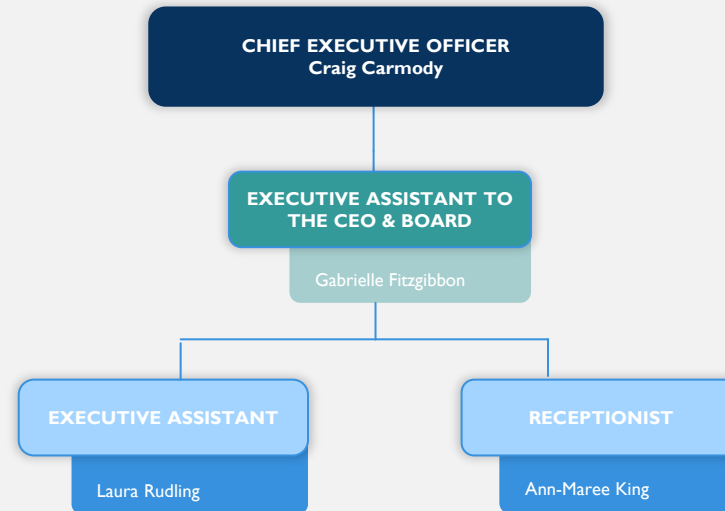 CHIEF EXECUTIVE OFFICER
Craig Carmody
EXECUTIVE ASSISTANT TO
THE CEO & BOARD
Gabrielle Fitzgibbon
EXECUTIVE ASSISTANT
Laura Rudling
RECEPTIONIST
Ann-Maree King